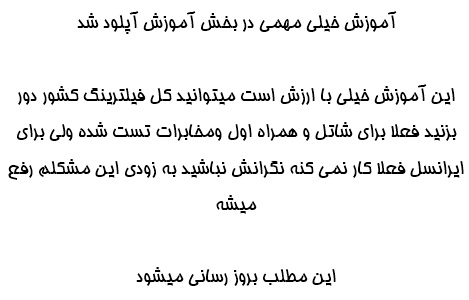 آموزش خیلی مهمی در بخش آموزش آپلود شد
این آموزش خیلی با ارزش است میتوانید کل فیلترینگ کشور دور
بزنید فعلا برای شاتل و همراه اول ومخابرات تست شده ولی برای
ایرانسل فعلا کار نمی کنه نگرانش نباشید به زودی این مشکلم رفع
میشه
این مطلب بروز رسانی میشود